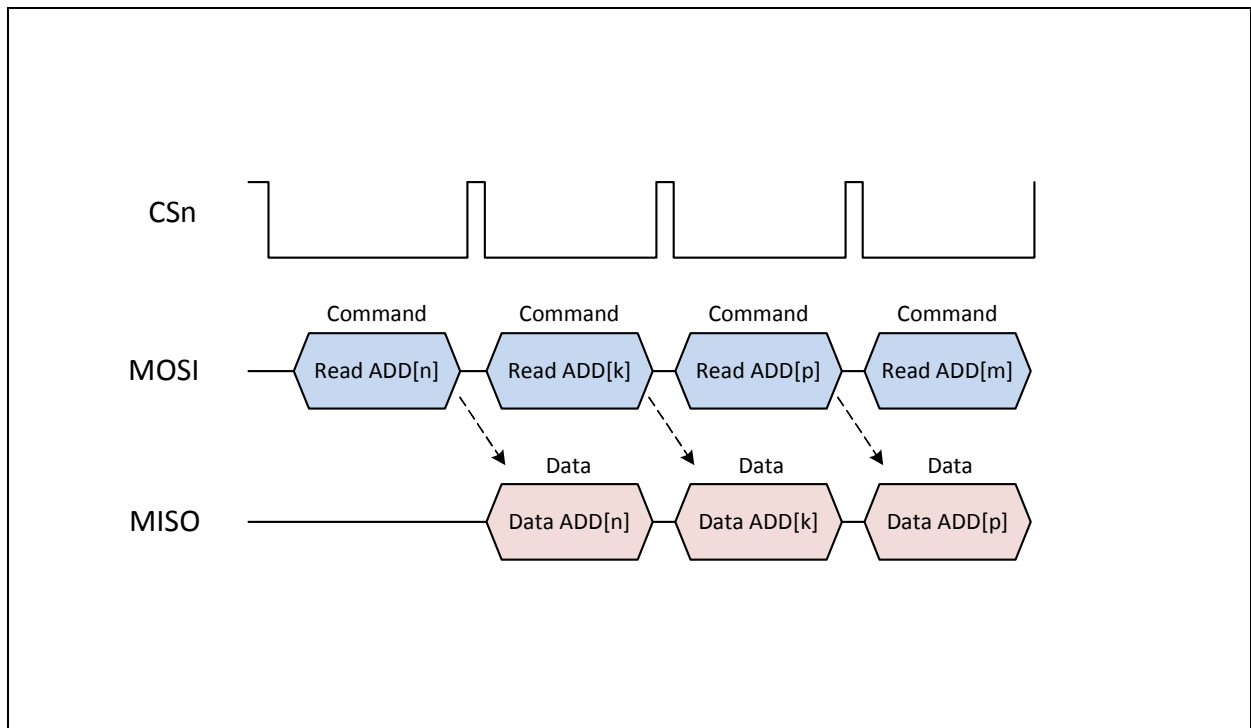 CSn
Command Command Command Command
MOSI Read ADD[n] Read ADD[k] Read ADD[p] Read ADD[m]
Data Data Data
MISO Data ADD[n] Data ADD[k] Data ADD[p]